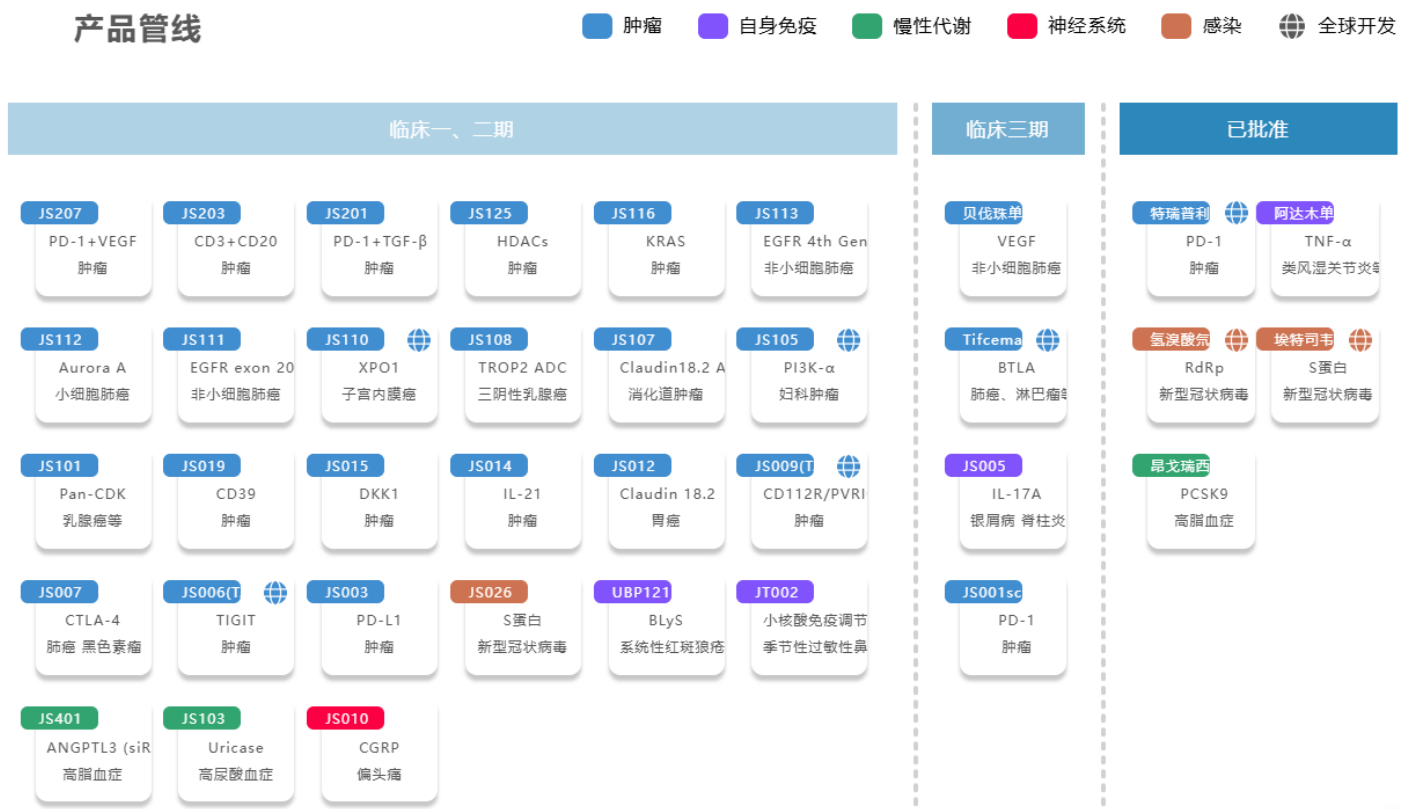 产品管线
肿瘤 自身免疫 慢性代谢 神经系统 感染 全球开发
临床一、二期 临床三期 已批准
JS207
PD-1+VEGF
肿瘤
JS203
CD3+CD20
肿瘤
JS201
PD-1+TGF-β
肿瘤
JS125
HDACs
肿瘤
JS116
KRAS
肿瘤
JS113
EGFR 4th Gen
非小细胞肺癌
JS112
Aurora A
小细胞肺癌
JS111
EGFR exon 20
非小细胞肺癌
JS110
XPO1
子宫内膜癌
JS108
TROP2 ADC
三阴性乳腺癌
JS107
Claudin18.2 A
消化道肿瘤
JS105
PI3K-α
妇科肿瘤
JS101
Pan-CDK
乳腺癌等
JS019
CD39
肿瘤
JS015
DKK1
肿瘤
JS014
IL-21
肿瘤
JS012
Claudin 18.2
胃癌
JS009(T
CD112R/PVRI
肿瘤
JS007
CTLA-4
肺癌 黑色素瘤
JS006(T
TIGIT
肿瘤
JS003
PD-L1
肿瘤
JS026
S蛋白
新型冠状病毒
UBP121
BLyS
系统性红斑狼疮
JT002
小核酸免疫调节
季节性过敏性鼻
JS401
ANGPTL3 (siR
高脂血症
JS103
Uricase
高尿酸血症
JS010
CGRP
偏头痛
贝伐珠单
VEGF
非小细胞肺癌
Tifcema
BTLA
肺癌、淋巴瘤等
JS005
IL-17A
银屑病 脊柱炎
JS001sc
PD-1
肿瘤
特瑞普利
PD-1
肿瘤
阿达木单
TNF-α
类风湿关节炎等
氢溴酸氘
RdRp
新型冠状病毒
埃特司韦
S蛋白
新型冠状病毒
昂戈瑞西
PCSK9
高脂血症